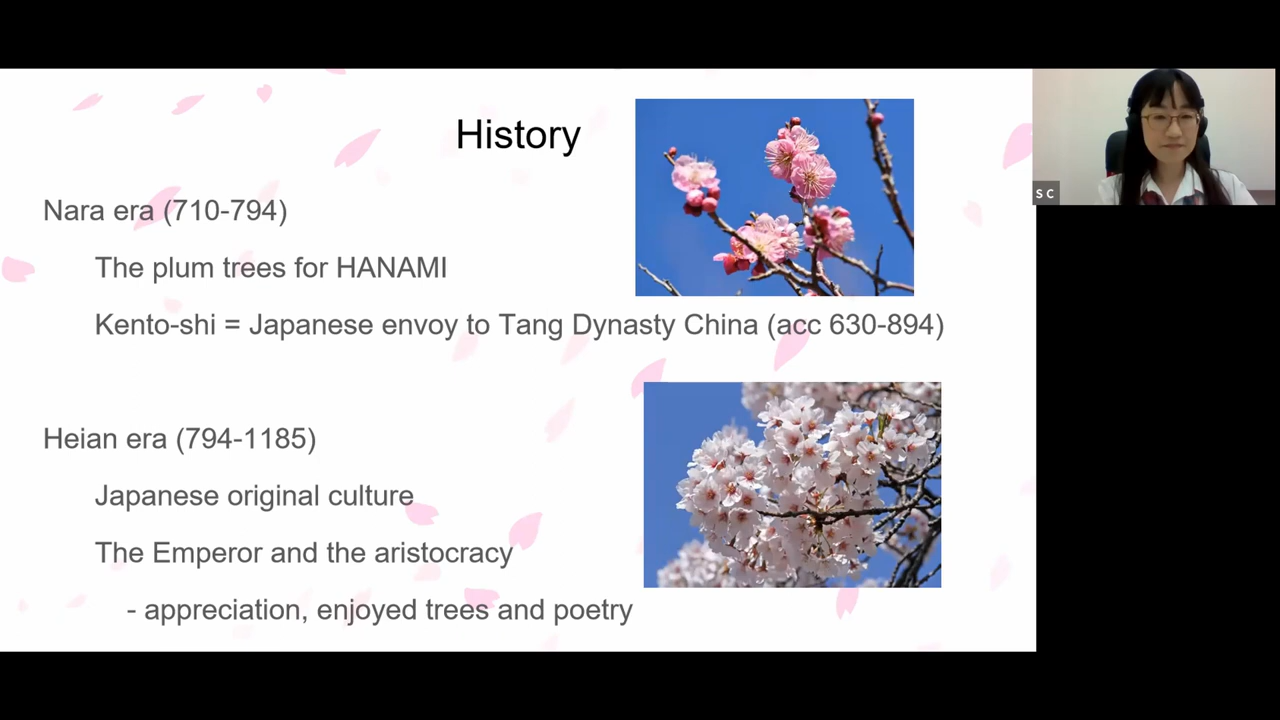 History
Nara era (710-794)
The plum trees for HANAMI
Kento-shi = Japanese envoy to Tang Dynasty China (acc 630-894)
Heian era (794-1185)
Japanese original culture
The Emperor and the aristocracy
- appreciation, enjoyed trees and poetry
S C